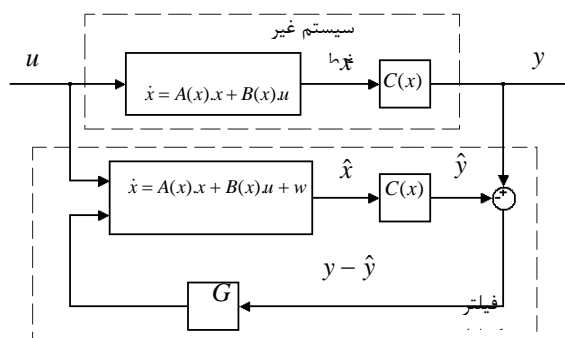 سیستم غیر
u
x
y
ẋ = A(x).x + B(x).u
C(x)
x̂
ŷ
ẋ = A(x).x + B(x).u + w
C(x)
-
+
y − ŷ
G
فیلتر